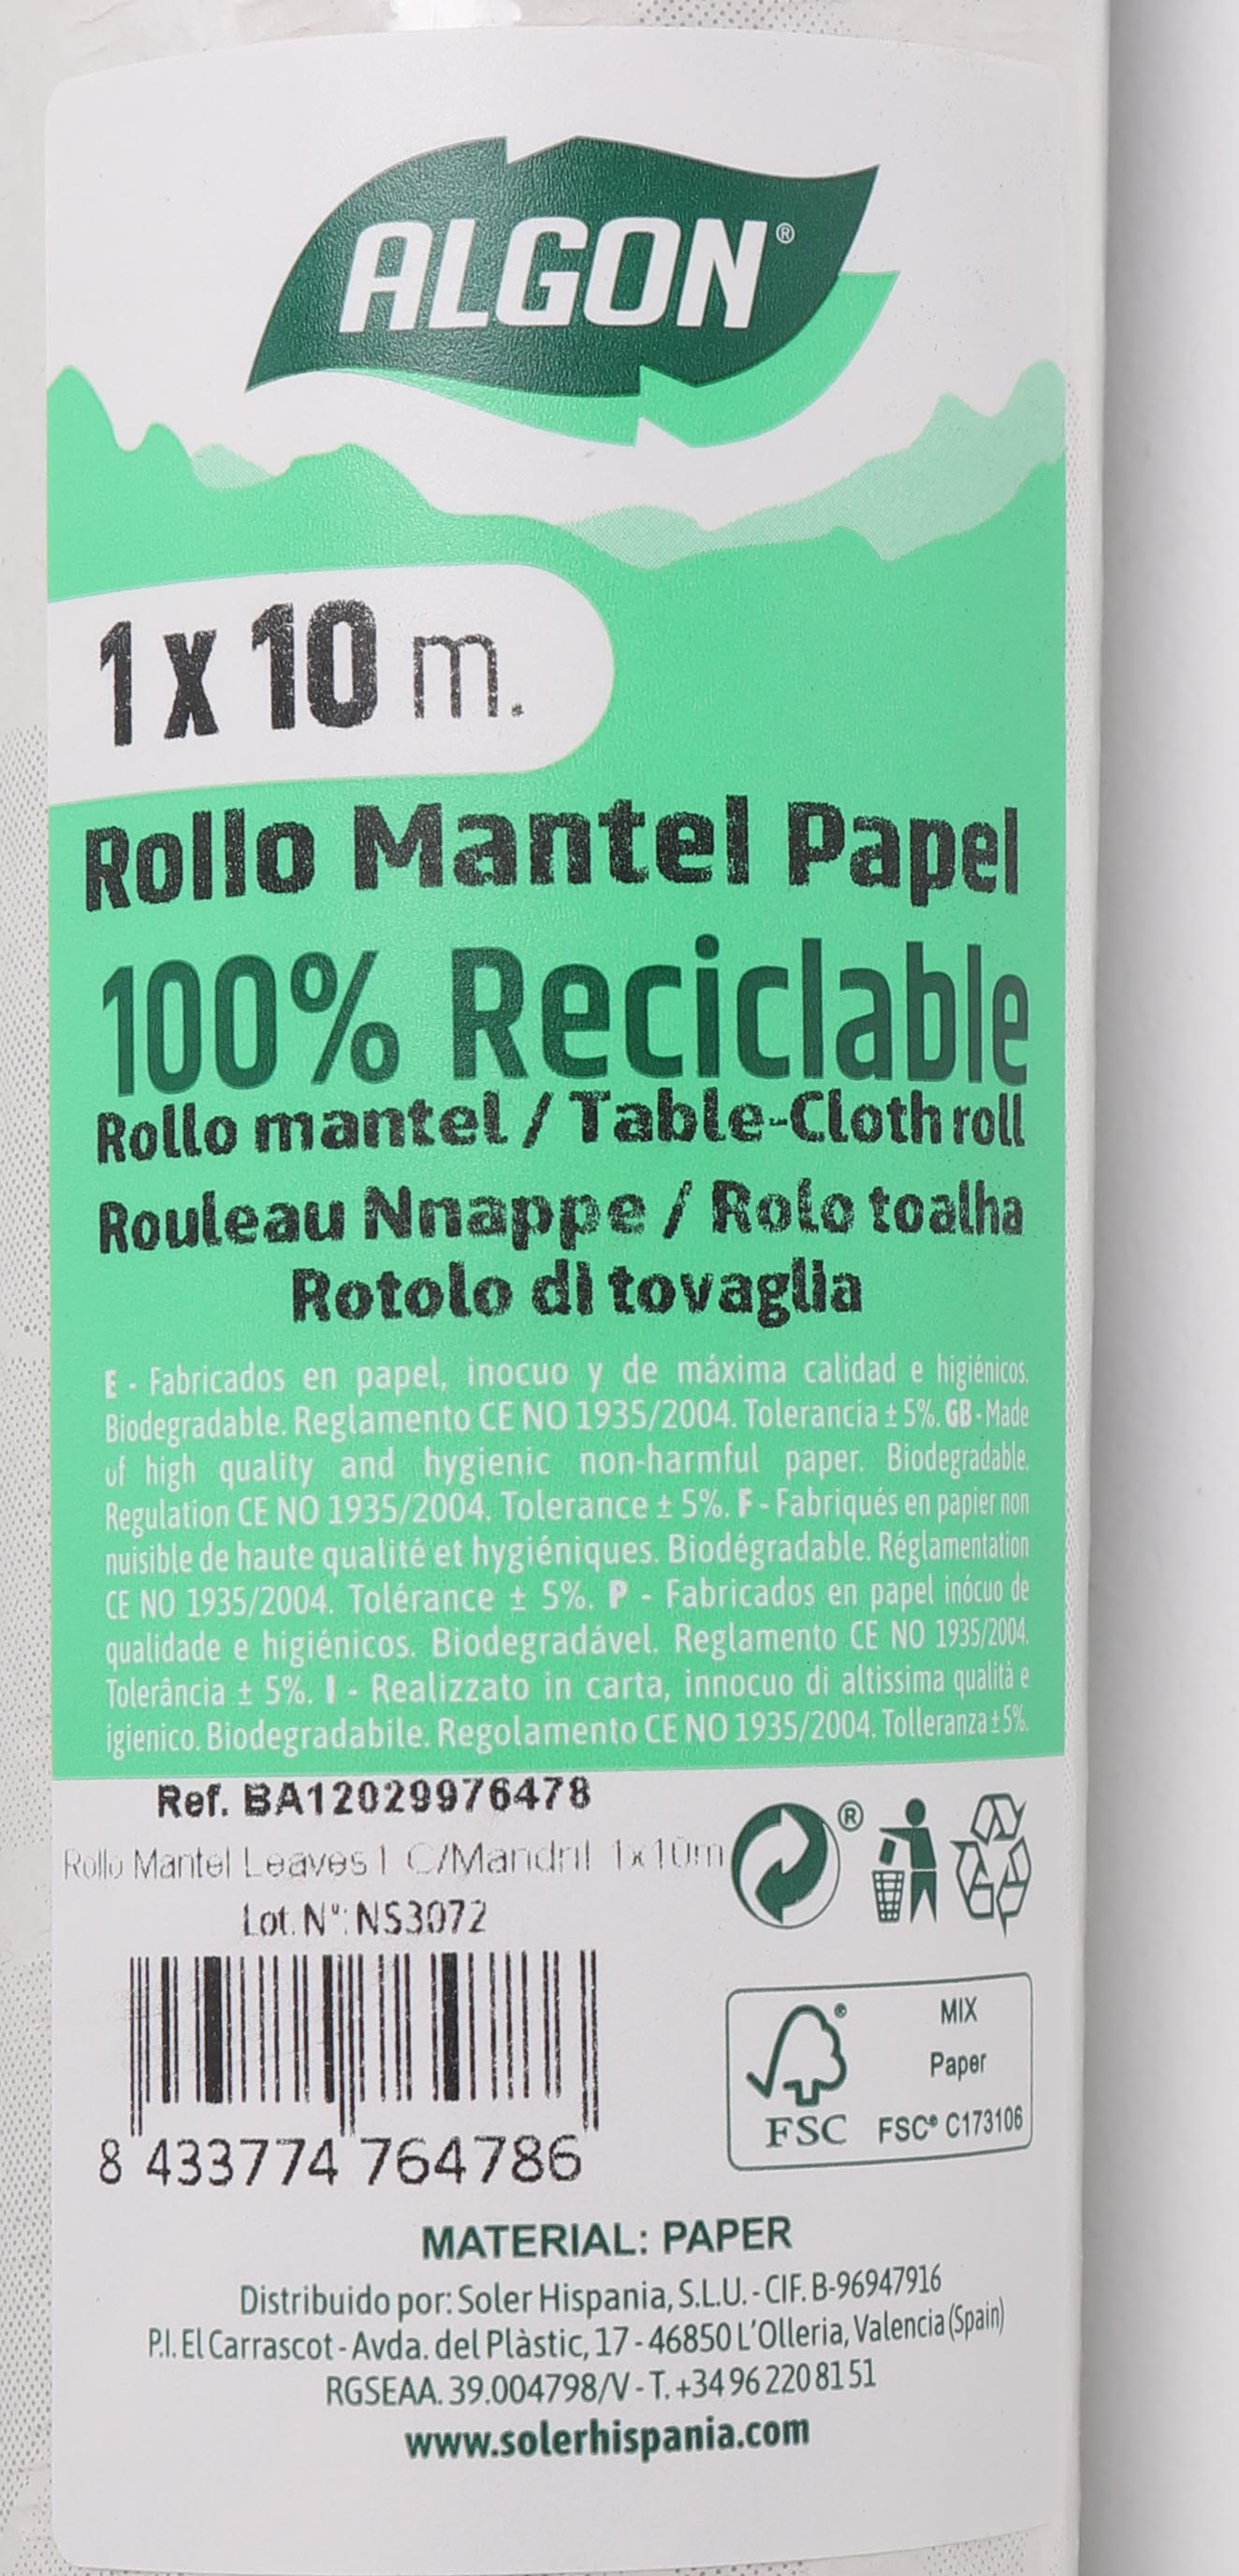 ALGON®
1 x 10 m.
Rollo Mantel Papel
100% Reciclable
Rollo mantel / Table-Cloth roll
Rouleau Nnappe / Rolo toalha
Rotolo di tovaglia
E - Fabricados en papel, inocuo y de máxima calidad e higiénicos.
Biodegradable. Reglamento CE NO 1935/2004. Tolerancia ± 5%. GB - Made
of high quality and hygienic non-harmful paper. Biodegradable.
Regulation CE NO 1935/2004. Tolerance ± 5%. F - Fabriqués en papier non
nuisible de haute qualité et hygiéniques. Biodégradable. Réglamentation
CE NO 1935/2004. Tolérance ± 5%. P - Fabricados en papel inócuo de
qualidade e higiénicos. Biodegradável. Reglamento CE NO 1935/2004.
Tolerância ± 5%. I - Realizzato in carta, innocuo di altissima qualità e
igienico. Biodegradabile. Regolamento CE NO 1935/2004. Tolleranza ± 5%.
Ref. BA12029976478
®
Rollo Mantel Leaves1 C/Mandril 1x10m
Lot. Nº: NS3072
8 433774 764786
MIX
Paper
FSC
FSC® C173106
MATERIAL: PAPER
Distribuido por: Soler Hispania, S.L.U. - CIF. B-96947916
P.I. El Carrascot - Avda. del Plàstic, 17 - 46850 L'Olleria, Valencia (Spain)
RGSEAA. 39.004798/V - T. +34 96 220 81 51
www.solerhispania.com